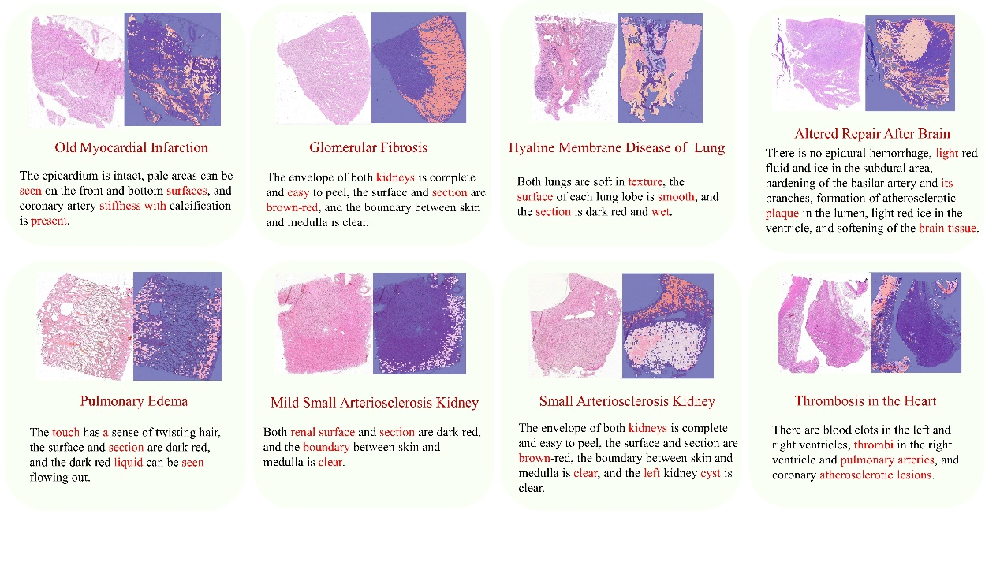 Old Myocardial Infarction
The epicardium is intact, pale areas can be
seen on the front and bottom surfaces, and
coronary artery stiffness with calcification
is present.
Glomerular Fibrosis
The envelope of both kidneys is complete
and easy to peel, the surface and section are
brown-red, and the boundary between skin
and medulla is clear.
Hyaline Membrane Disease of Lung
Both lungs are soft in texture, the
surface of each lung lobe is smooth, and
the section is dark red and wet.
Altered Repair After Brain
There is no epidural hemorrhage, light red
fluid and ice in the subdural area,
hardening of the basilar artery and its
branches, formation of atherosclerotic
plaque in the lumen, light red ice in the
ventricle, and softening of the brain tissue.
Pulmonary Edema
The touch has a sense of twisting hair,
the surface and section are dark red,
and the dark red liquid can be seen
flowing out.
Mild Small Arteriosclerosis Kidney
Both renal surface and section are dark red,
and the boundary between skin and
medulla is clear.
Small Arteriosclerosis Kidney
The envelope of both kidneys is complete
and easy to peel, the surface and section are
brown-red, the boundary between skin and
medulla is clear, and the left kidney cyst is
clear.
Thrombosis in the Heart
There are blood clots in the left and
right ventricles, thrombi in the right
ventricle and pulmonary arteries, and
coronary atherosclerotic lesions.